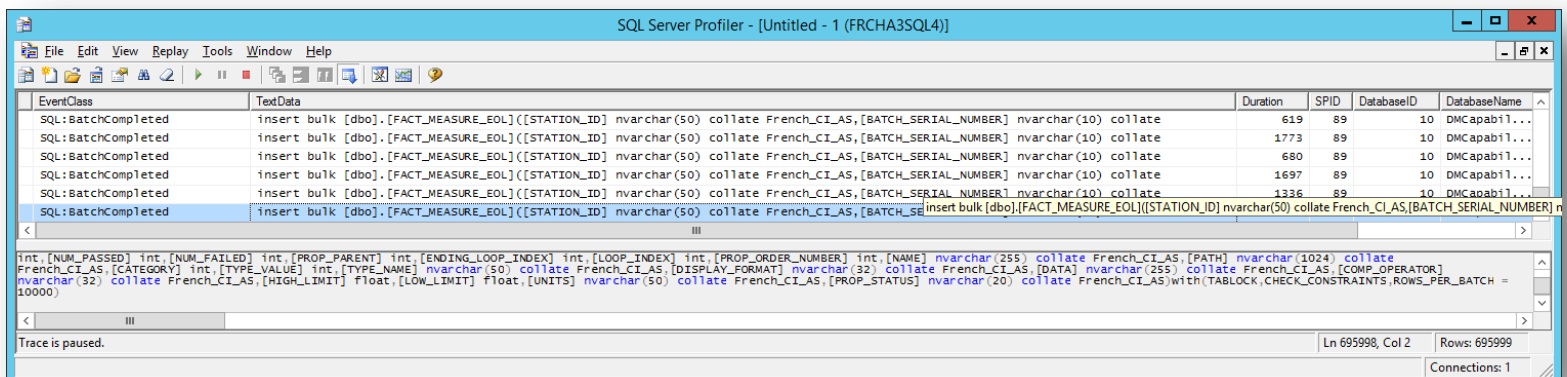 SQL Server Profiler - [Untitled - 1 (FRCHA3SQL4)]
File Edit View Replay Tools Window Help
EventClass TextData Duration SPID DatabaseID DatabaseName
SQL:BatchCompleted insert bulk [dbo].[FACT_MEASURE_EOL]([STATION_ID] nvarchar(50) collate French_CI_AS,[BATCH_SERIAL_NUMBER] nvarchar(10) collate 619 89 10 DMCapabil...
SQL:BatchCompleted insert bulk [dbo].[FACT_MEASURE_EOL]([STATION_ID] nvarchar(50) collate French_CI_AS,[BATCH_SERIAL_NUMBER] nvarchar(10) collate 1773 89 10 DMCapabil...
SQL:BatchCompleted insert bulk [dbo].[FACT_MEASURE_EOL]([STATION_ID] nvarchar(50) collate French_CI_AS,[BATCH_SERIAL_NUMBER] nvarchar(10) collate 680 89 10 DMCapabil...
SQL:BatchCompleted insert bulk [dbo].[FACT_MEASURE_EOL]([STATION_ID] nvarchar(50) collate French_CI_AS,[BATCH_SERIAL_NUMBER] nvarchar(10) collate 1697 89 10 DMCapabil...
SQL:BatchCompleted insert bulk [dbo].[FACT_MEASURE_EOL]([STATION_ID] nvarchar(50) collate French_CI_AS,[BATCH_SERIAL_NUMBER] nvarchar(10) collate 1336 89 10 DMCapabil...
SQL:BatchCompleted insert bulk [dbo].[FACT_MEASURE_EOL]([STATION_ID] nvarchar(50) collate French_CI_AS,[BATCH_SE
insert bulk [dbo].[FACT_MEASURE_EOL]([STATION_ID] nvarchar(50) collate French_CI_AS,[BATCH_SERIAL_NUMBER] n
int,[NUM_PASSED] int,[NUM_FAILED] int,[PROP_PARENT] int,[ENDING_LOOP_INDEX] int,[LOOP_INDEX] int,[PROP_ORDER_NUMBER] int,[NAME] nvarchar(255) collate French_CI_AS,[PATH] nvarchar(1024) collate
French_CI_AS,[CATEGORY] int,[TYPE_VALUE] int,[TYPE_NAME] nvarchar(50) collate French_CI_AS,[DISPLAY_FORMAT] nvarchar(32) collate French_CI_AS,[DATA] nvarchar(255) collate French_CI_AS,[COMP_OPERATOR]
nvarchar(32) collate French_CI_AS,[HIGH_LIMIT] float,[LOW_LIMIT] float,[UNITS] nvarchar(50) collate French_CI_AS,[PROP_STATUS] nvarchar(20) collate French_CI_AS)with(TABLOCK,CHECK_CONSTRAINTS,ROWS_PER_BATCH =
10000)
Trace is paused. Ln 695998, Col 2 Rows: 695999
Connections: 1